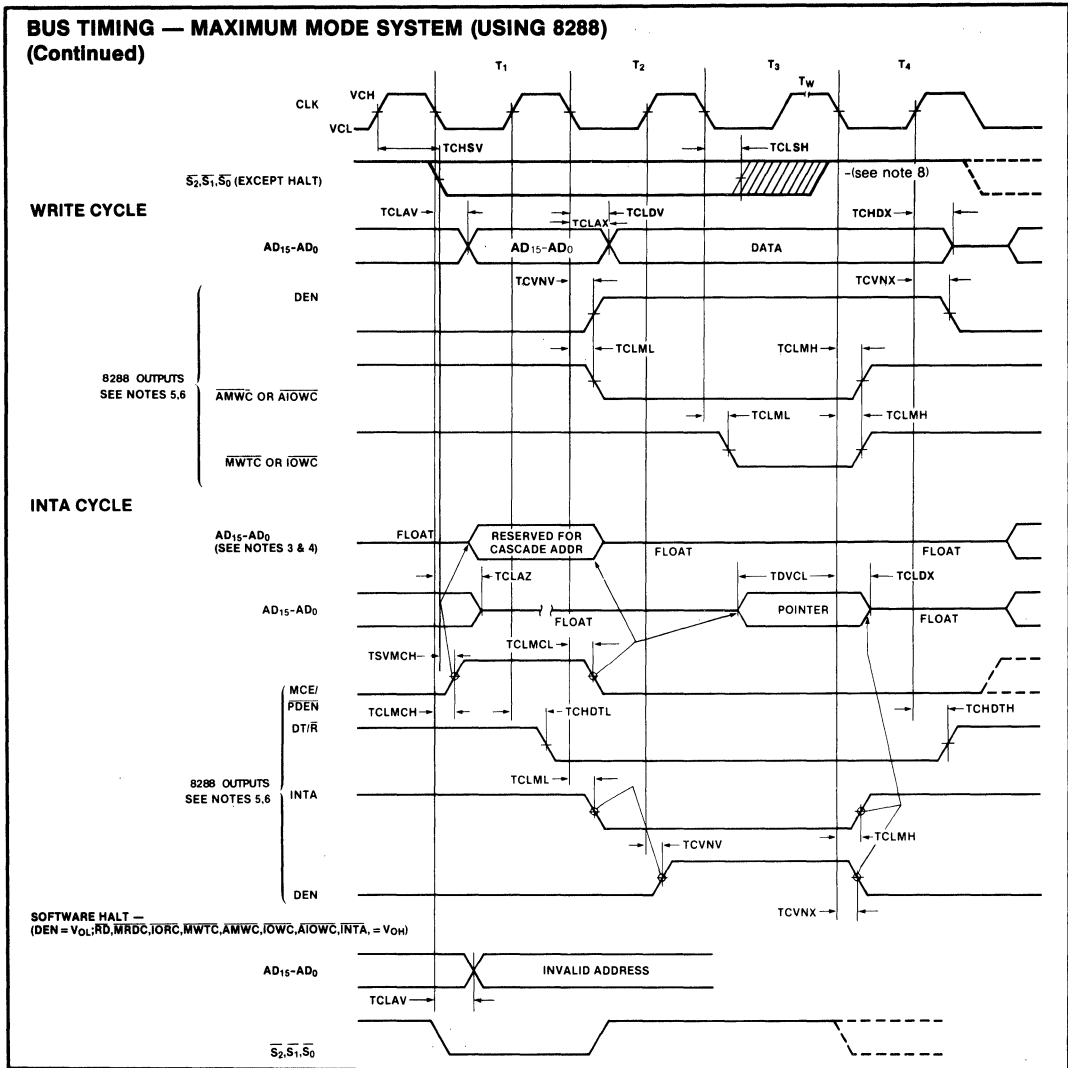 BUS TIMING — MAXIMUM MODE SYSTEM (USING 8288)
(Continued)
T1 T2 T3 T4
TW
CLK VCH
VCL
TCHSV TCLSH
S2,S1,S0 (EXCEPT HALT) –(see note 8)
WRITE CYCLE
TCLAV TCLDV TCHDX
TCLAX
AD15-AD0 AD15-AD0 DATA
TCVNV TCVNX
DEN
TCLML TCLMH
8288 OUTPUTS
SEE NOTES 5,6
AMWC OR AIOWC
TCLML TCLMH
MWTC OR IOWC
INTA CYCLE
AD15-AD0
(SEE NOTES 3 & 4)
FLOAT RESERVED FOR
CASCADE ADDR
FLOAT FLOAT
TCLAZ TDVCL TCLDX
AD15-AD0 FLOAT POINTER FLOAT
TSVMCH TCLMCL
MCE/
PDEN
TCLMCH TCHDTL TCHDTH
DT/R
TCLML
8288 OUTPUTS
SEE NOTES 5,6
INTA
TCLMH
TCVNV
DEN
TCVNX
SOFTWARE HALT —
(DEN = VOL;RD,MRDC,IORC,MWTC,AMWC,IOWC,AIOWC,INTA, = VOH)
AD15-AD0 INVALID ADDRESS
TCLAV
S2,S1,S0